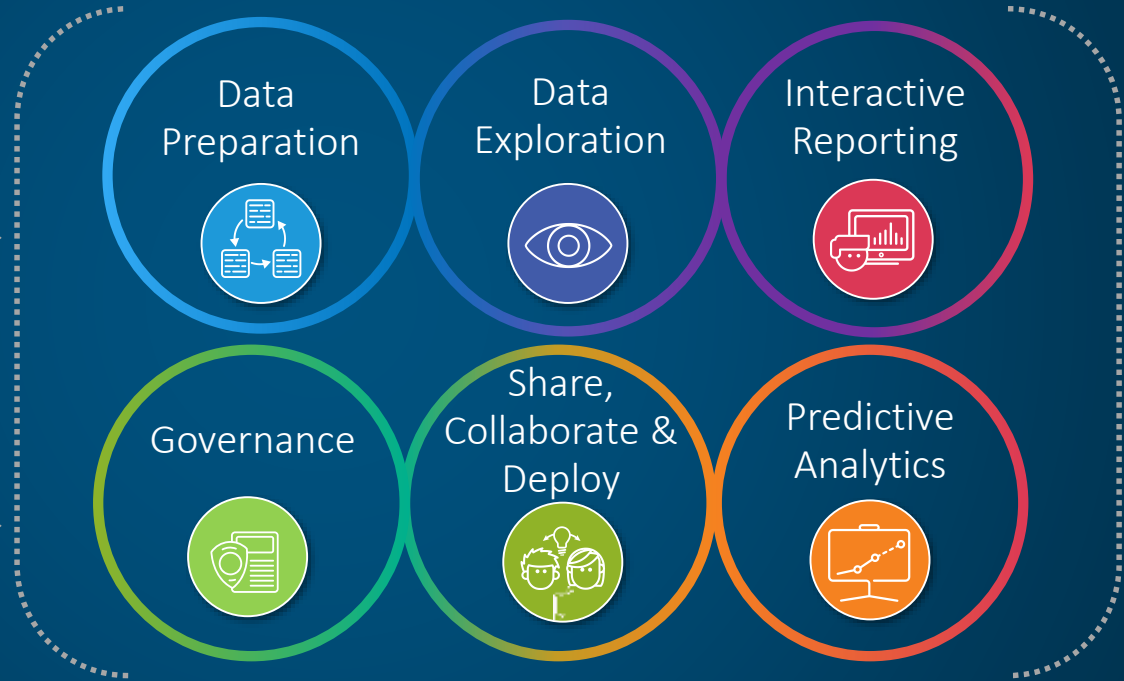 Data
Preparation
Data
Exploration
Interactive
Reporting
Governance
Share,
Collaborate &
Deploy
Predictive
Analytics